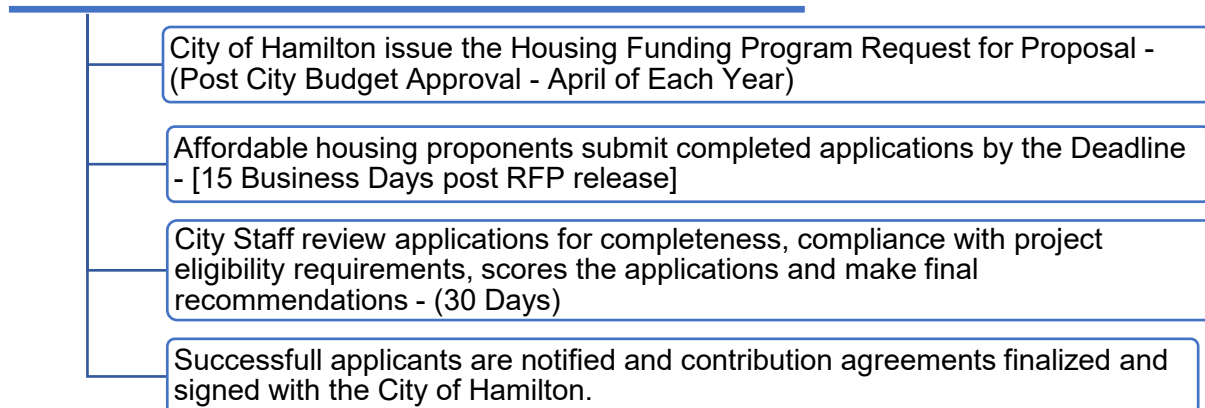 City of Hamilton issue the Housing Funding Program Request for Proposal -
(Post City Budget Approval - April of Each Year)
Affordable housing proponents submit completed applications by the Deadline
- [15 Business Days post RFP release]
City Staff review applications for completeness, compliance with project
eligibility requirements, scores the applications and make final
recommendations - (30 Days)
Successfull applicants are notified and contribution agreements finalized and
signed with the City of Hamilton.